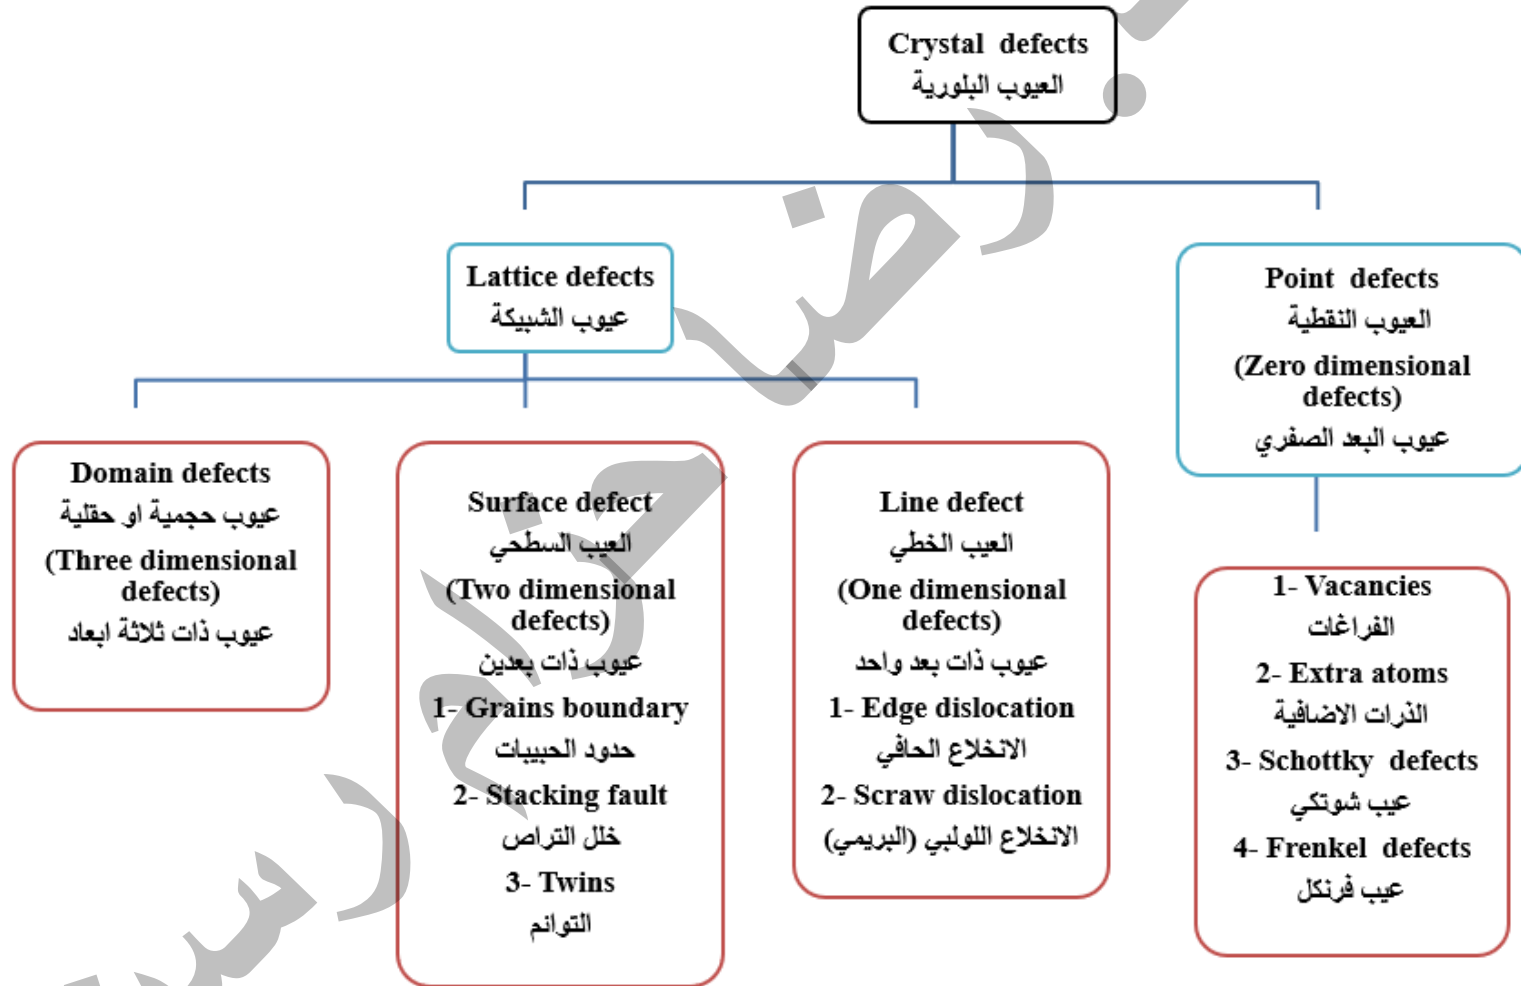 Crystal defects
العيوب البلورية
Lattice defects
عيوب الشبيكة
Point defects
العيوب النقطية
(Zero dimensional
defects)
عيوب البعد الصفري
Domain defects
عيوب حجمية او حقلية
(Three dimensional
defects)
عيوب ذات ثلاثة ابعاد
Surface defect
العيب السطحي
(Two dimensional
defects)
عيوب ذات بعدين
1- Grains boundary
حدود الحبيبات
2- Stacking fault
خلل التراص
3- Twins
التوائم
Line defect
العيب الخطي
(One dimensional
defects)
عيوب ذات بعد واحد
1- Edge dislocation
الانخلاع الحافي
2- Scraw dislocation
الانخلاع اللولبي (البريمي)
1- Vacancies
الفراغات
2- Extra atoms
الذرات الاضافية
3- Schottky defects
عيب شوتكي
4- Frenkel defects
عيب فرنكل
رضا حزام